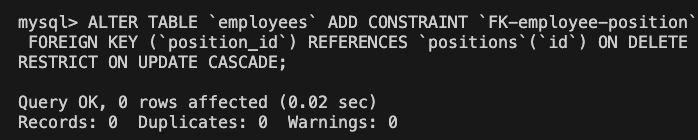 mysql> ALTER TABLE `employees` ADD CONSTRAINT `FK-employee-position`
FOREIGN KEY (`position_id`) REFERENCES `positions`(`id`) ON DELETE
RESTRICT ON UPDATE CASCADE;
Query OK, 0 rows affected (0.02 sec)
Records: 0  Duplicates: 0  Warnings: 0